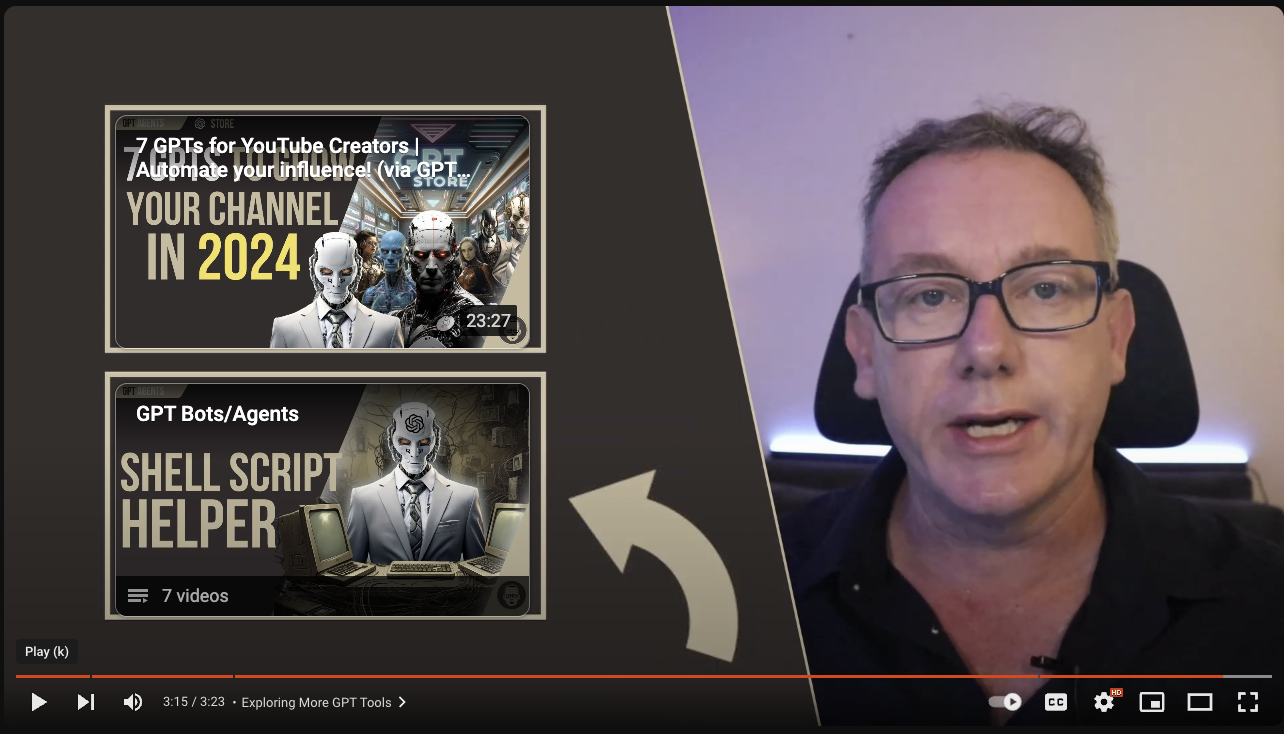 GPT AGENTS
STORE
7 GPTs for YouTube Creators |
Automate your influence! (via GPT...
7 GPTS TO GROW
YOUR CHANNEL
IN 2024
GPT
STORE
23:27
GPT AGENTS
GPT Bots/Agents
SHELL SCRIPT
HELPER
7 videos
Play (k)
3:15 / 3:23 • Exploring More GPT Tools
CC
HD